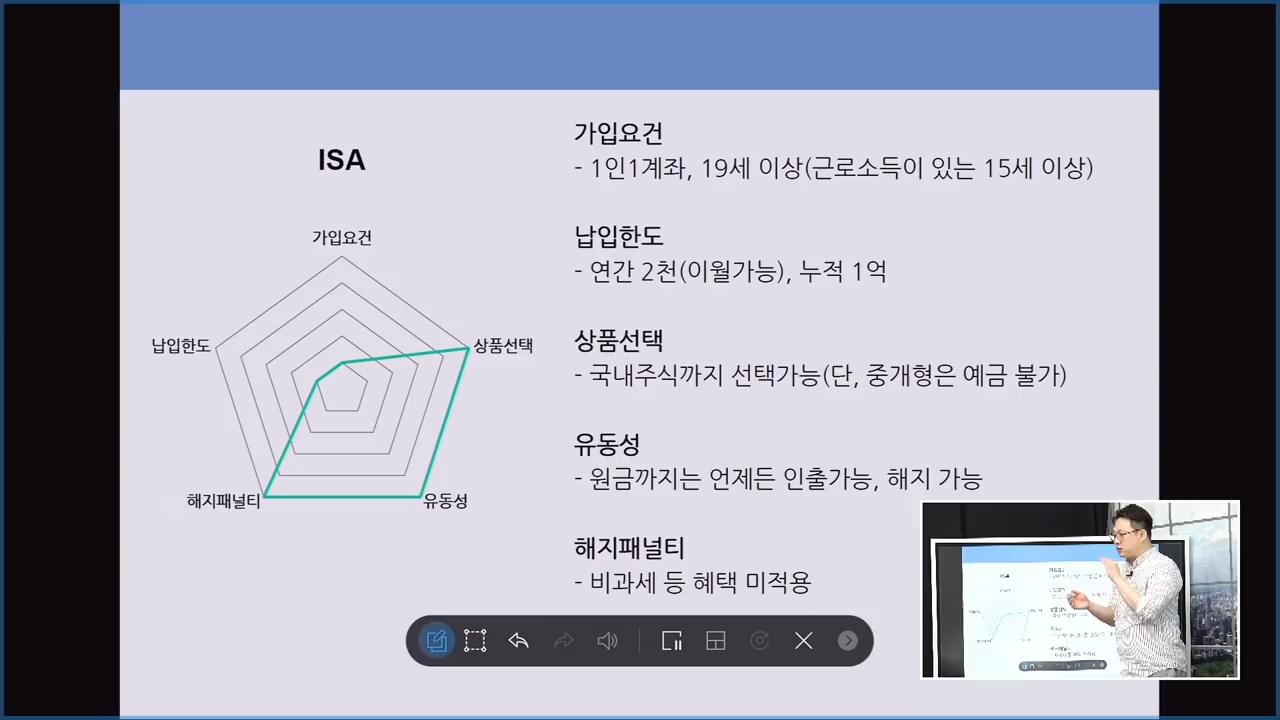 ISA
가입요건
납입한도
상품선택
해지패널티
유동성
가입요건
- 1인1계좌, 19세 이상(근로소득이 있는 15세 이상)
납입한도
- 연간 2천(이월가능), 누적 1억
상품선택
- 국내주식까지 선택가능(단, 중개형은 예금 불가)
유동성
- 원금까지는 언제든 인출가능, 해지 가능
해지패널티
- 비과세 등 혜택 미적용